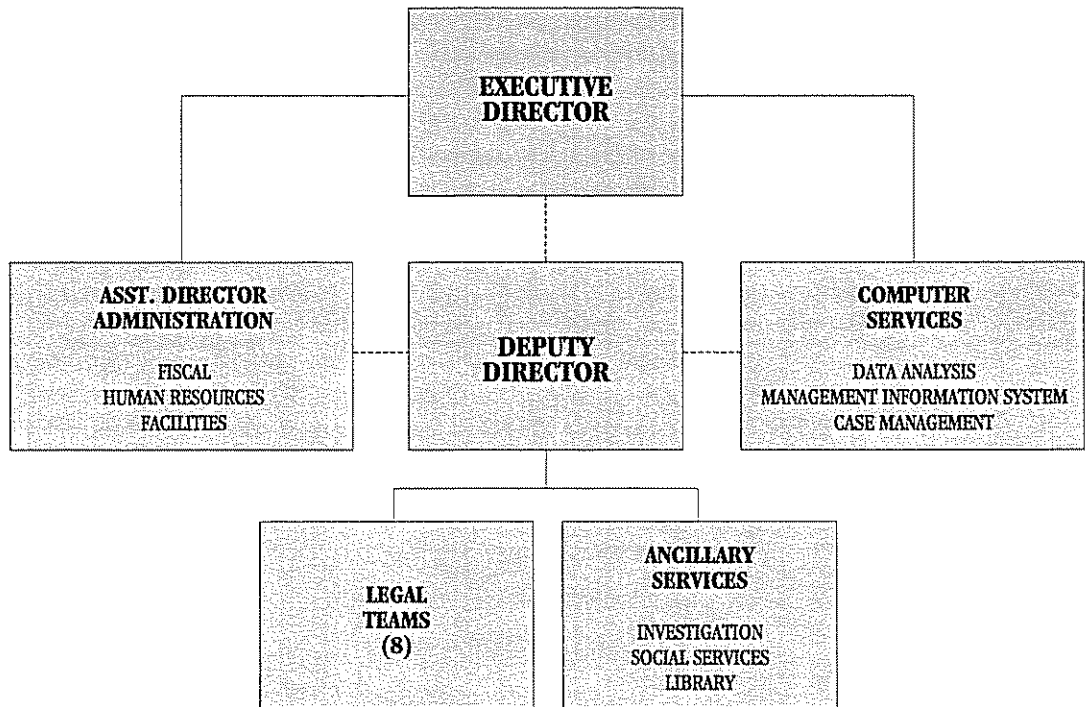 EXECUTIVE
DIRECTOR
ASST. DIRECTOR
ADMINISTRATION
FISCAL
HUMAN RESOURCES
FACILITIES
DEPUTY
DIRECTOR
COMPUTER
SERVICES
DATA ANALYSIS
MANAGEMENT INFORMATION SYSTEM
CASE MANAGEMENT
LEGAL
TEAMS
(8)
ANCILLARY
SERVICES
INVESTIGATION
SOCIAL SERVICES
LIBRARY